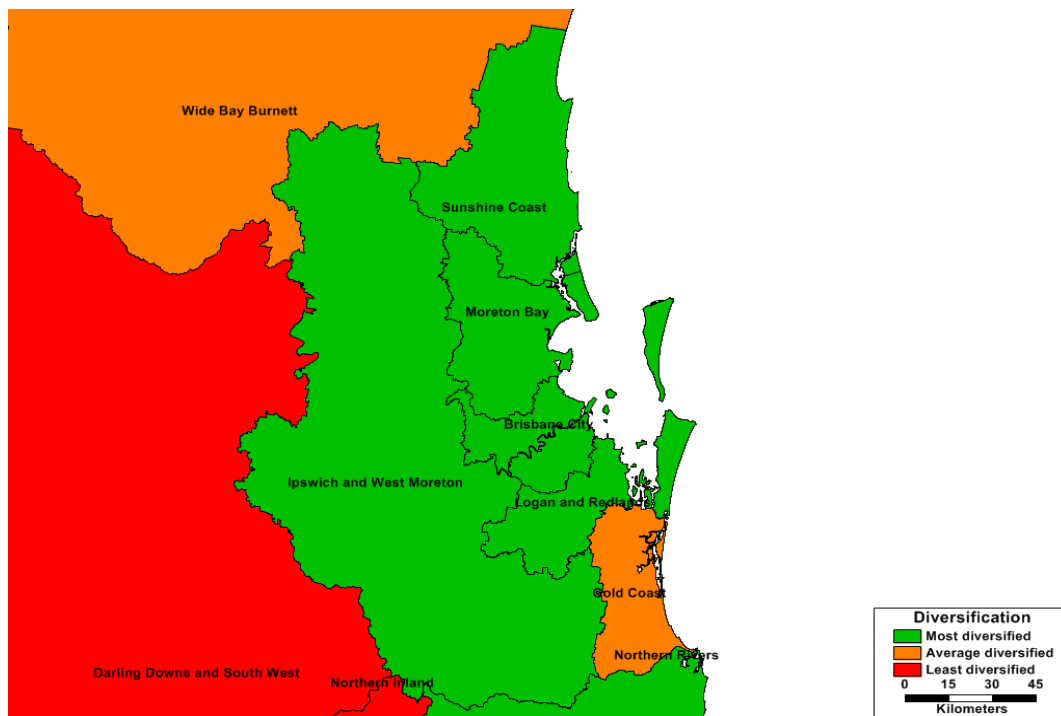 Wide Bay Burnett
Sunshine Coast
Moreton Bay
Brisbane City
Ipswich and West Moreton
Logan and Redlands
Gold Coast
Northern Rivers
Darling Downs and South West
Northern Inland
Diversification
Most diversified
Average diversified
Least diversified
0 15 30 45
Kilometers